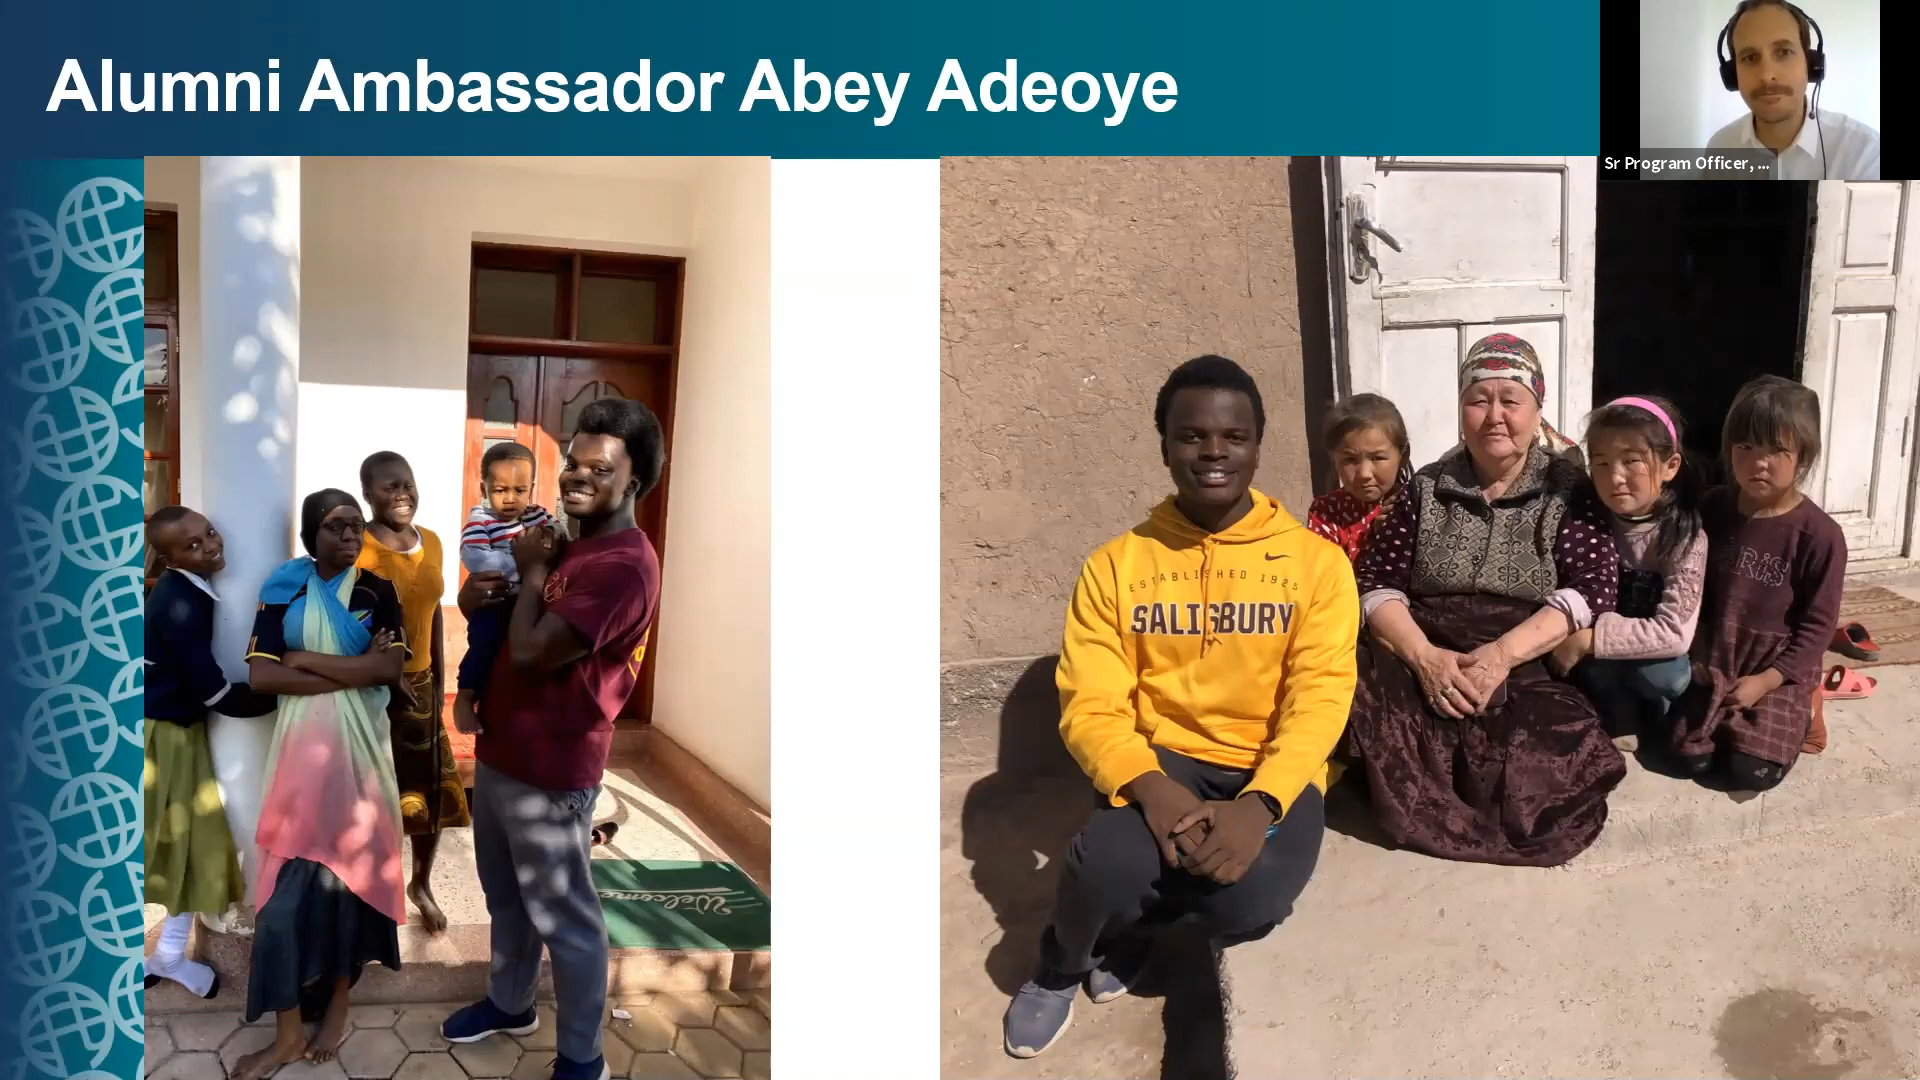 Alumni Ambassador Abey Adeoye
Sr Program Officer, ...
ESTABLISHED 1925
SALISBURY
Welcome